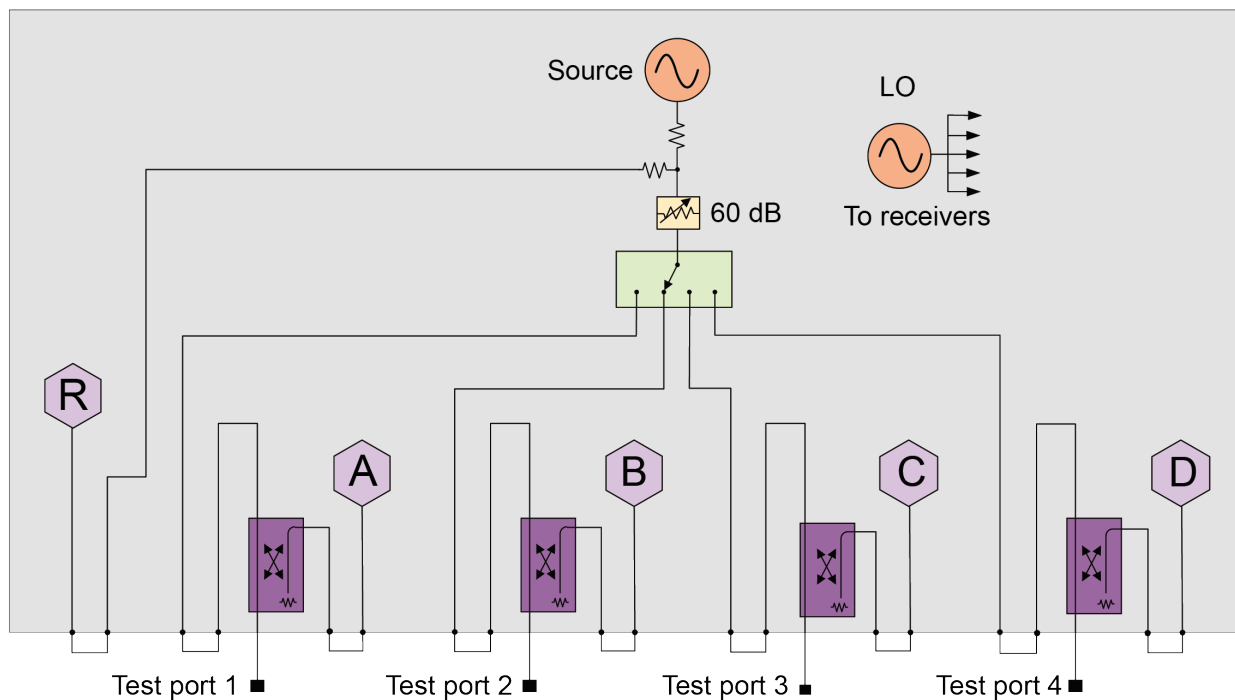 Source
LO
60 dB
To receivers
R
A
B
C
D
Test port 1
Test port 2
Test port 3
Test port 4